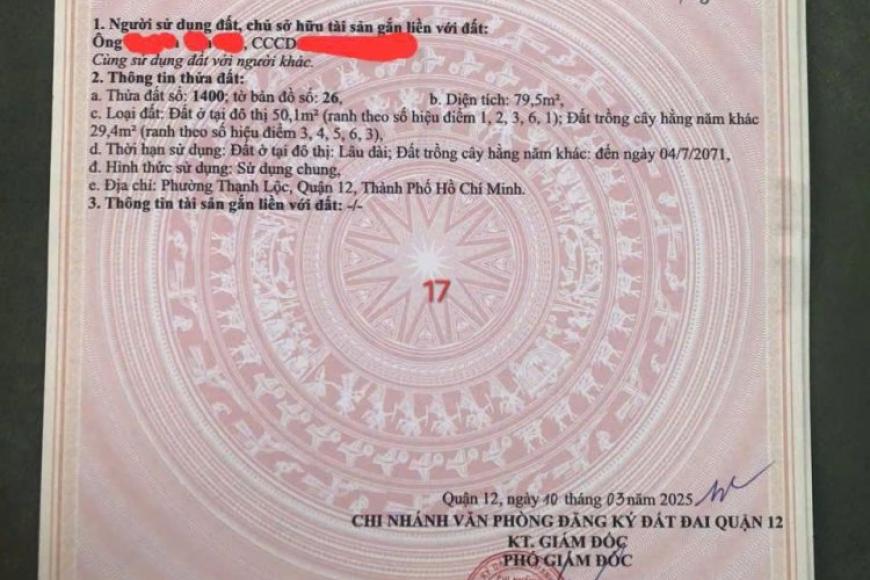 1. Người sử dụng đất, chủ sở hữu tài sản gắn liền với đất:
Ông , CCCD
Cùng sử dụng đất với người khác.
2. Thông tin thửa đất:
a. Thửa đất số: 1400; tờ bản đồ số: 26, b. Diện tích: 79,5m²,
c. Loại đất: Đất ở tại đô thị 50,1m² (ranh theo số hiệu điểm 1, 2, 3, 6, 1); Đất trồng cây hằng năm khác
29,4m² (ranh theo số hiệu điểm 3, 4, 5, 6, 3),
d. Thời hạn sử dụng: Đất ở tại đô thị: Lâu dài; Đất trồng cây hằng năm khác: đến ngày 04/7/2071,
đ. Hình thức sử dụng: Sử dụng chung,
e. Địa chỉ: Phường Thạnh Lộc, Quận 12, Thành Phố Hồ Chí Minh.
3. Thông tin tài sản gắn liền với đất: -/-
17
Quận 12, ngày 10 tháng 03 năm 2025
CHI NHÁNH VĂN PHÒNG ĐĂNG KÝ ĐẤT ĐAI QUẬN 12
KT. GIÁM ĐỐC
PHÓ GIÁM ĐỐC